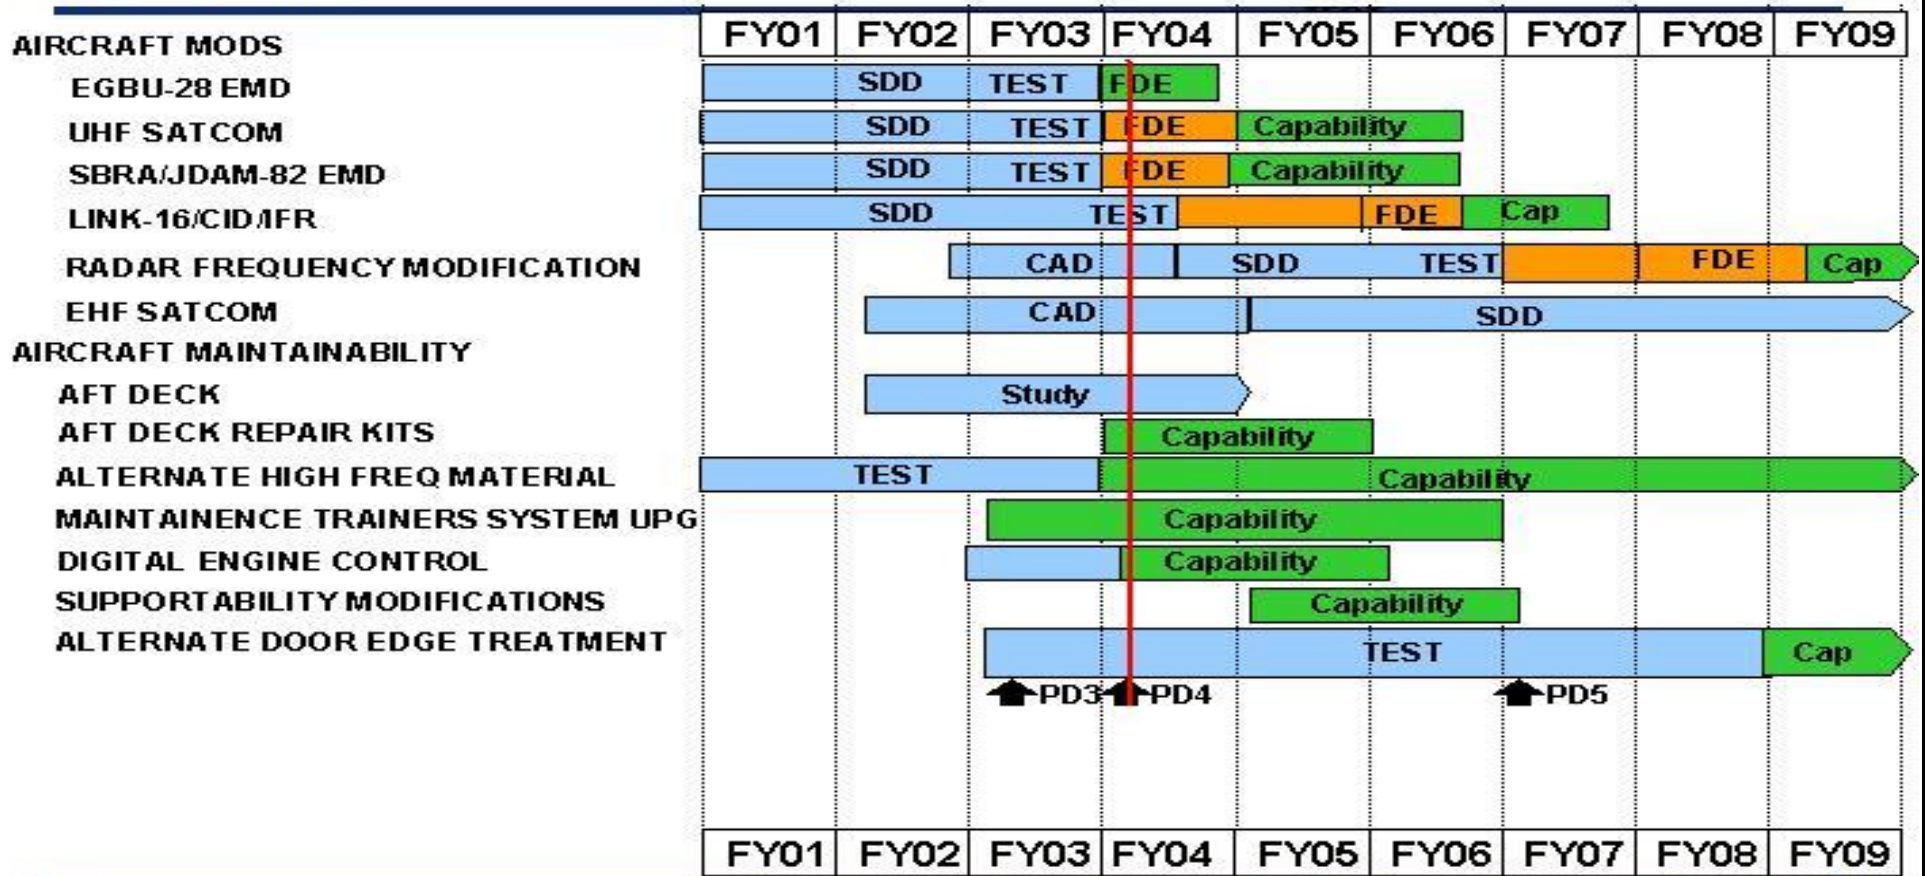 FY01 FY02 FY03 FY04 FY05 FY06 FY07 FY08 FY09
AIRCRAFT MODS
EGBU-28 EMD SDD TEST FDE
UHF SATCOM SDD TEST FDE Capability
SBRA/JDAM-82 EMD SDD TEST FDE Capability
LINK-16/CID/IFR SDD TEST FDE Cap
RADAR FREQUENCY MODIFICATION CAD SDD TEST FDE Cap
EHF SATCOM CAD SDD
AIRCRAFT MAINTAINABILITY
AFT DECK Study
AFT DECK REPAIR KITS Capability
ALTERNATE HIGH FREQ MATERIAL TEST Capability
MAINTAINENCE TRAINERS SYSTEM UPG Capability
DIGITAL ENGINE CONTROL Capability
SUPPORTABILITY MODIFICATIONS Capability
ALTERNATE DOOR EDGE TREATMENT TEST Cap
PD3 PD4 PD5
FY01 FY02 FY03 FY04 FY05 FY06 FY07 FY08 FY09